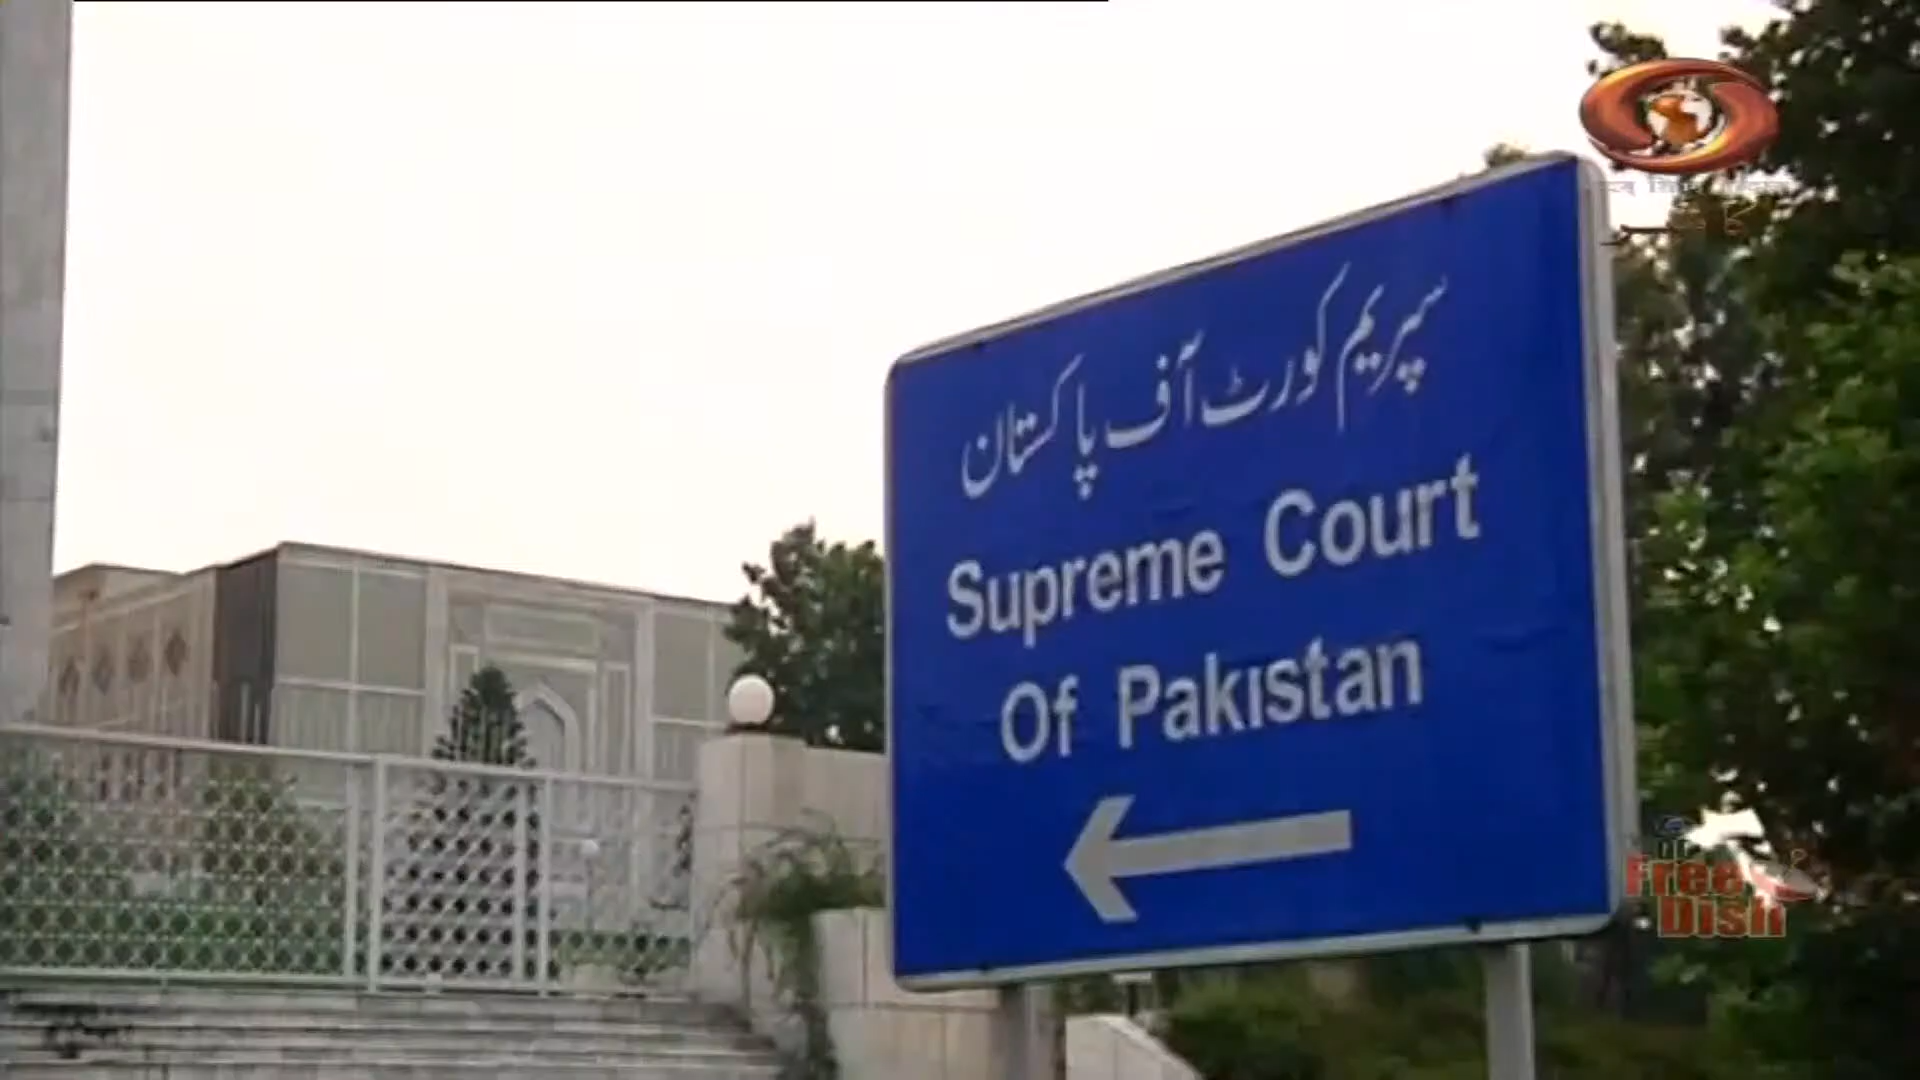 سپریم کورٹ آف پاکستان
Supreme Court
Of Pakistan
Free
Dish